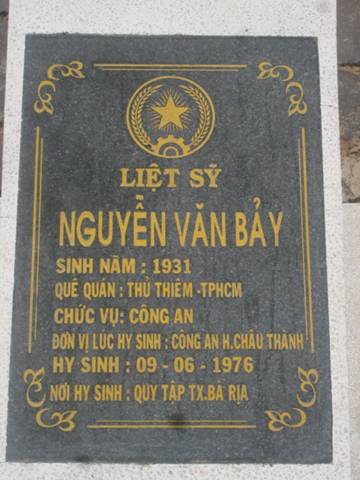 LIỆT SỸ
NGUYỄN VĂN BẢY
SINH NĂM : 1931
QUÊ QUÁN : THỦ THIÊM -TPHCM
CHỨC VỤ: CÔNG AN
ĐƠN VỊ LÚC HY SINH : CÔNG AN H.CHÂU THÀNH
HY SINH : 09 - 06 - 1976
NƠI HY SINH : QUY TẬP TX.BÀ RỊA